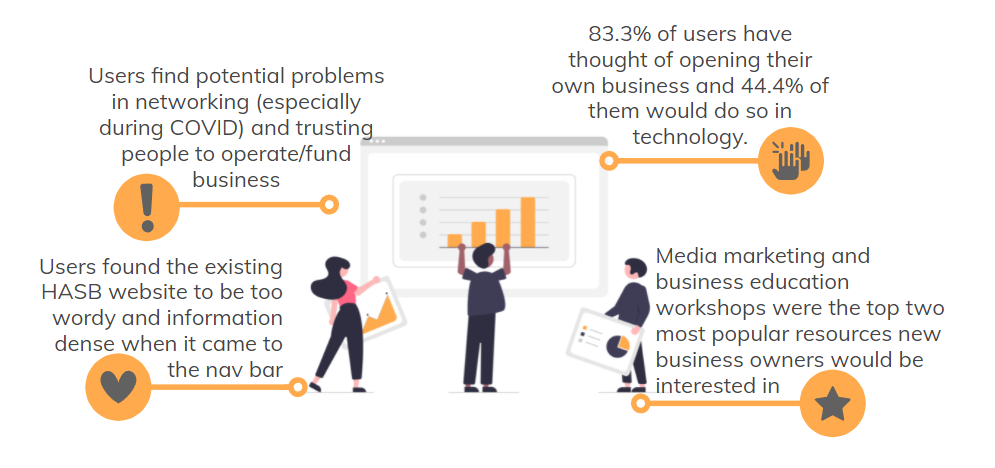 Users find potential problems
in networking (especially
during COVID) and trusting
people to operate/fund
business
83.3% of users have
thought of opening their
own business and 44.4% of
them would do so in
technology.
Users found the existing
HASB website to be too
wordy and information
dense when it came to
the nav bar
Media marketing and
business education
workshops were the top two
most popular resources new
business owners would be
interested in